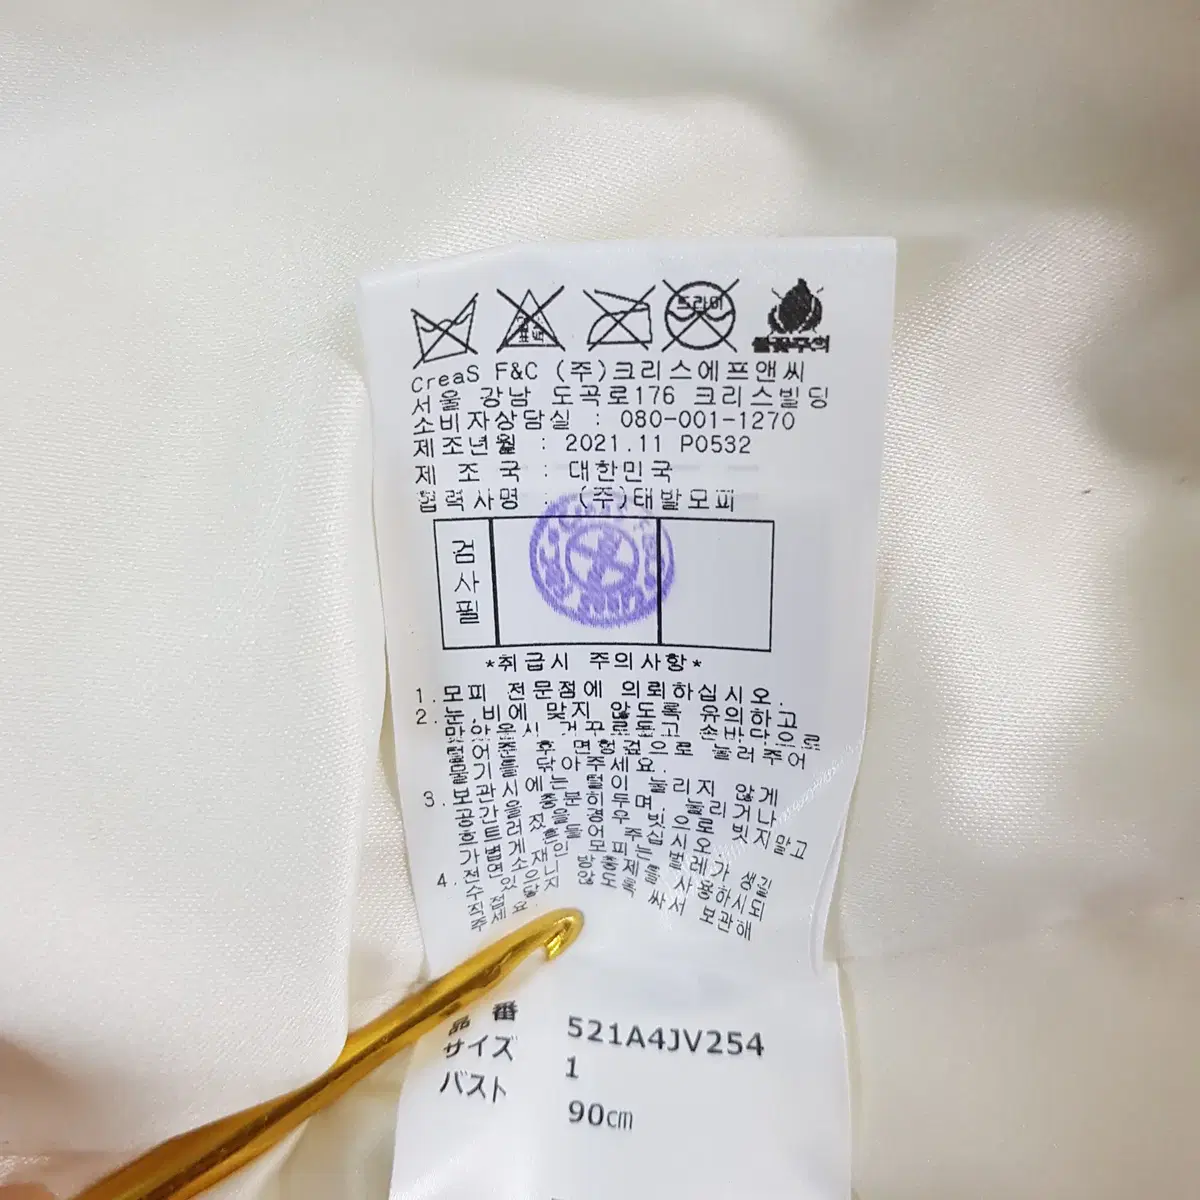 표백
드라이
불꽃주의
CreaS F&C (주)크리스에프앤씨
서울 강남 도곡로176 크리스빌딩
소비자상담실 : 080-001-1270
제조년월 : 2021.11 P0532
제 조 국 : 대한민국
협력사명 : (주)태발모피
검사필
*취급시 주의사항*
1.모피 전문점에 의뢰하십시오.
2.눈,비에 맞지 않도록 유의하고
맞았을시 거꾸로들고 손바닥으로
털어준 후 면헝겊으로 눌러주어
물기를 닦아주세요.
3.보관시에는 털이 눌리지 않게
공간을 충분히두며, 눌리거나
흐트러졌을 경우 빗으로 빗지말고
가볍게 흔들어 주십시오.
4.천연소재인 모피는 벌레가 생길
수 있으니 방충제를 사용하시되
직접 닿지 않도록 싸서 보관해
주세요.
品 番 521A4JV254
サイズ 1
バスト 90㎝